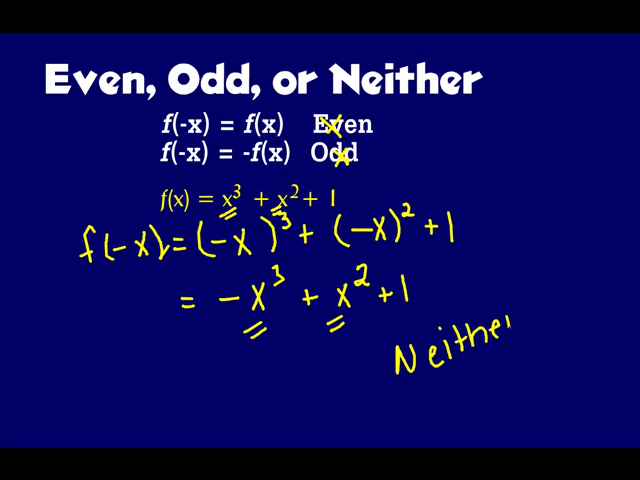 Even, Odd, or Neither
f(-x) = f(x) Even
f(-x) = -f(x) Odd
f(x) = x³ + x² + 1
f(-x) = (-x)³ + (-x)² + 1
= -x³ + x² + 1
Neither